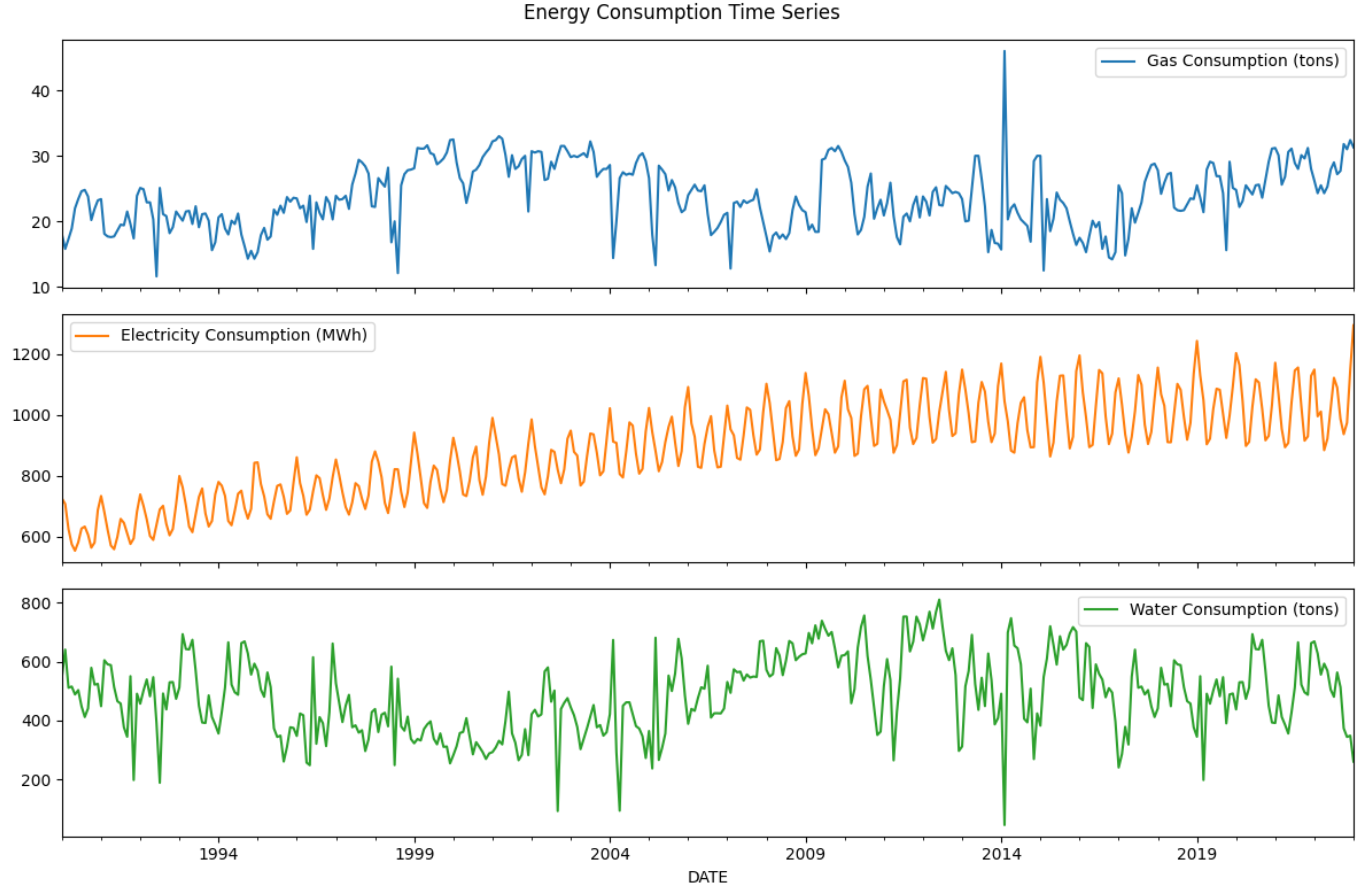 Energy Consumption Time Series
Gas Consumption (tons)
40
30
20
10
Electricity Consumption (MWh)
1200
1000
800
600
Water Consumption (tons)
800
600
400
200
1994 1999 2004 2009 2014 2019
DATE